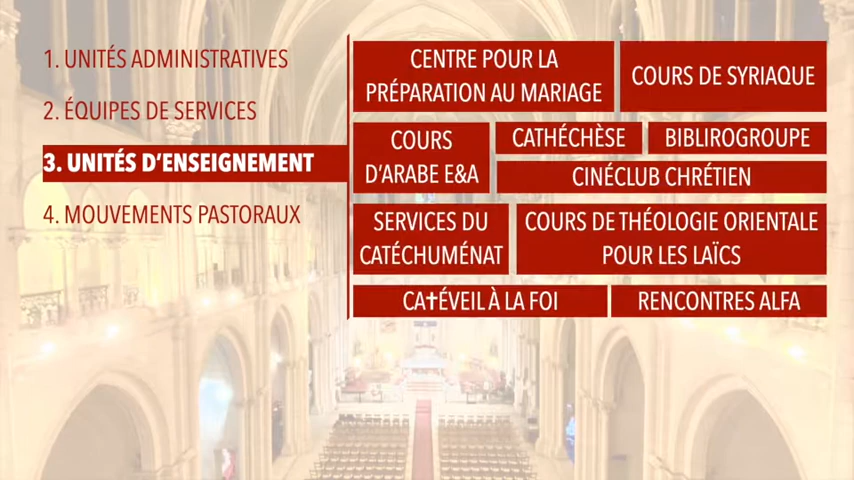 1. UNITÉS ADMINISTRATIVES
2. ÉQUIPES DE SERVICES
3. UNITÉS D'ENSEIGNEMENT
4. MOUVEMENTS PASTORAUX
CENTRE POUR LA
PRÉPARATION AU MARIAGE
COURS DE SYRIAQUE
COURS
D'ARABE E&A
CATHÉCHÈSE
BIBLIROGROUPE
CINÉCLUB CHRÉTIEN
SERVICES DU
CATÉCHUMÉNAT
COURS DE THÉOLOGIE ORIENTALE
POUR LES LAÏCS
CA✝ÉVEIL À LA FOI
RENCONTRES ALFA